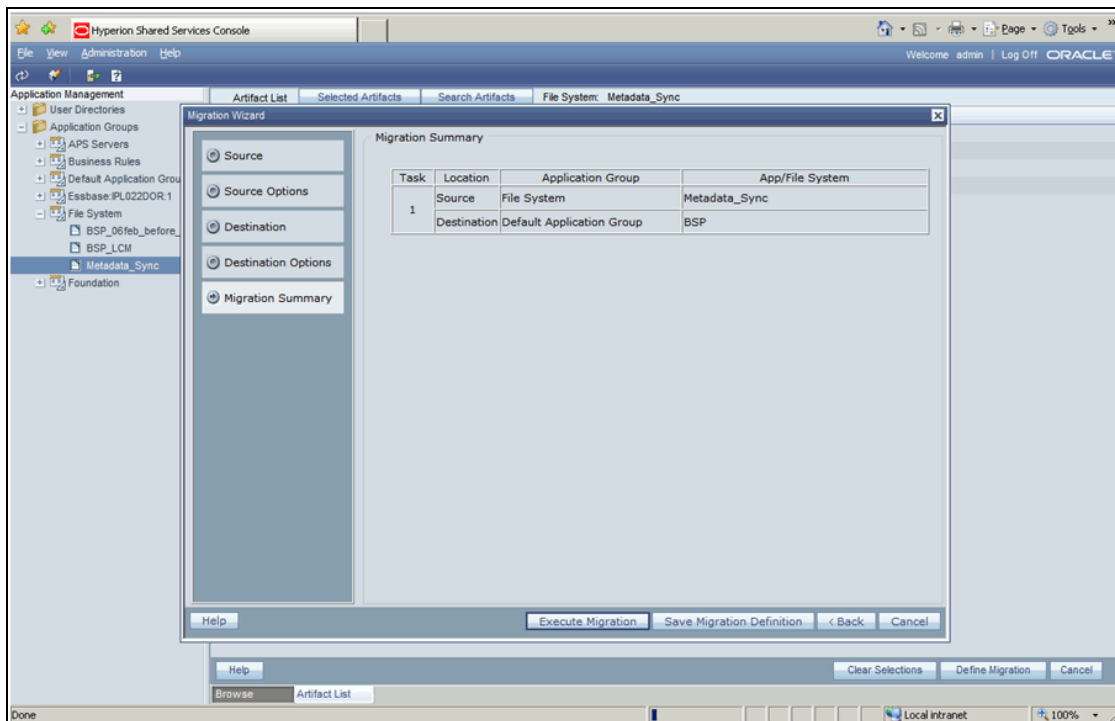 Hyperion Shared Services Console
Page Tools
File View Administration Help
Welcome admin | Log Off ORACLE
Application Management
Artifact List Selected Artifacts Search Artifacts File System: Metadata_Sync
User Directories
Application Groups
APS Servers
Business Rules
Default Application Grou
Essbase:IPL022DOR:1
File System
BSP_06feb_before_
BSP_LCM
Metadata_Sync
Foundation
Migration Wizard
Source
Source Options
Destination
Destination Options
Migration Summary
Migration Summary
Task Location Application Group App/File System
1 Source File System Metadata_Sync
Destination Default Application Group BSP
Help Execute Migration Save Migration Definition < Back Cancel
Help Clear Selections Define Migration Cancel
Browse Artifact List
Done Local intranet 100%